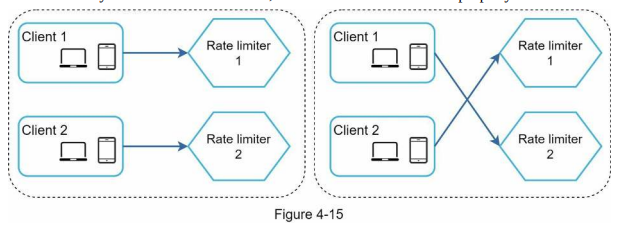 Client 1
Rate limiter
1
Client 2
Rate limiter
2
Client 1
Rate limiter
1
Client 2
Rate limiter
2
Figure 4-15